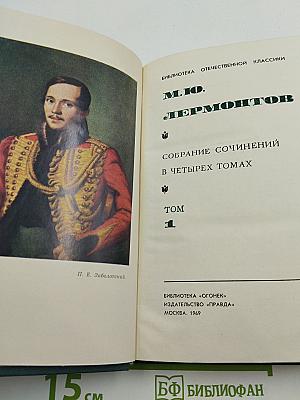 П. Е. Заболотский.
БИБЛИОТЕКА ОТЕЧЕСТВЕННОЙ КЛАССИКИ
М.Ю.
ЛЕРМОНТОВ
СОБРАНИЕ СОЧИНЕНИЙ
В ЧЕТЫРЕХ ТОМАХ
ТОМ
1
БИБЛИОТЕКА «ОГОНЕК»
ИЗДАТЕЛЬСТВО «ПРАВДА»
МОСКВА. 1969
15 см
БФ БИБЛИОФАН